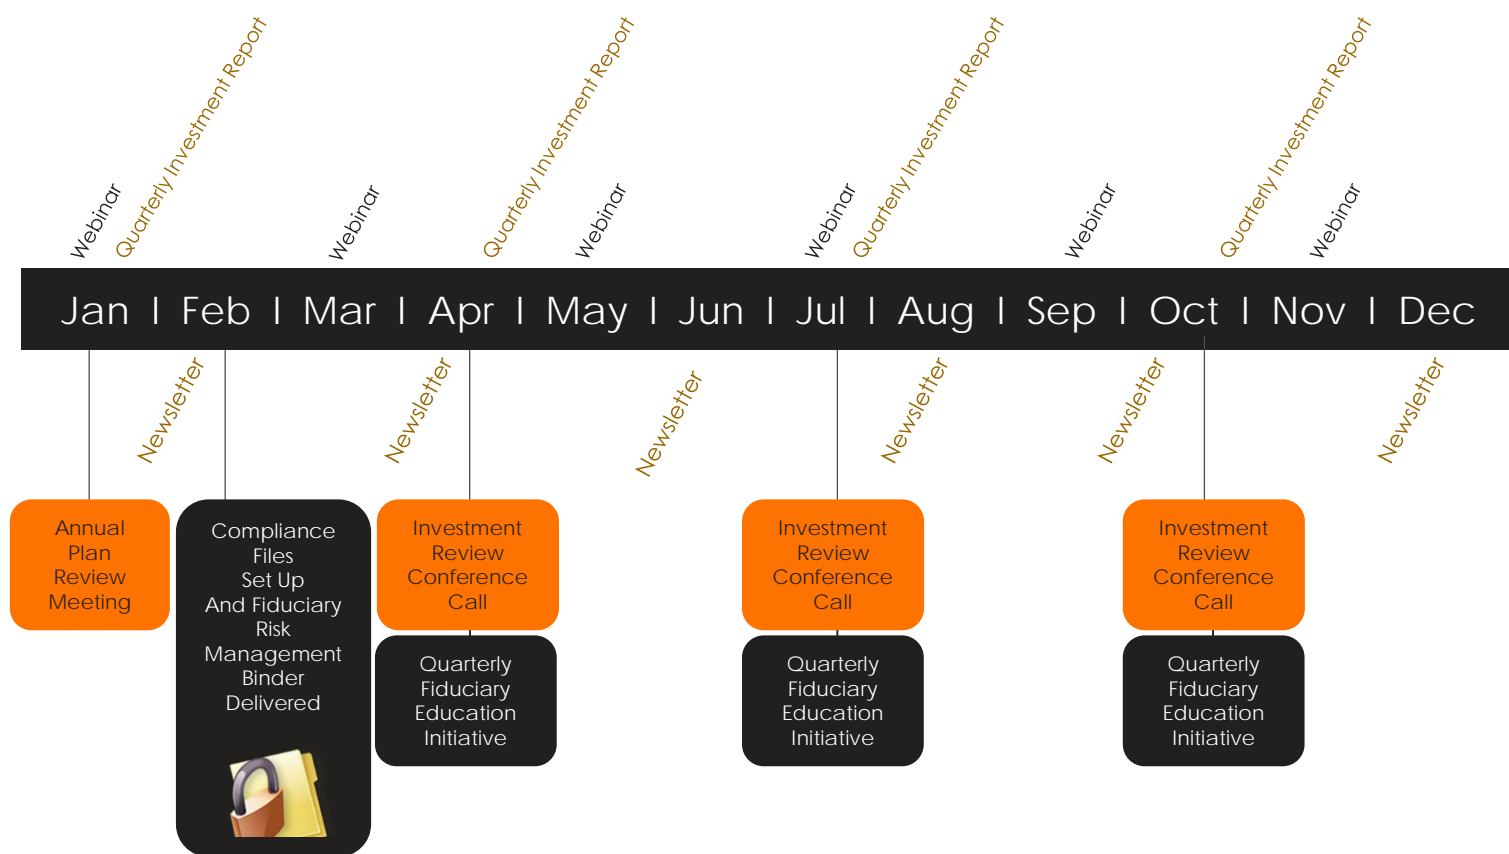 Webinar
Quarterly Investment Report
Webinar
Quarterly Investment Report
Webinar
Webinar
Quarterly Investment Report
Webinar
Quarterly Investment Report
Webinar
Jan I Feb I Mar I Apr I May I Jun I Jul I Aug I Sep I Oct I Nov I Dec
Newsletter
Newsletter
Newsletter
Newsletter
Newsletter
Newsletter
Annual
Plan
Review
Meeting
Compliance
Files
Set Up
And Fiduciary
Risk
Management
Binder
Delivered
Investment
Review
Conference
Call
Quarterly
Fiduciary
Education
Initiative
Investment
Review
Conference
Call
Quarterly
Fiduciary
Education
Initiative
Investment
Review
Conference
Call
Quarterly
Fiduciary
Education
Initiative